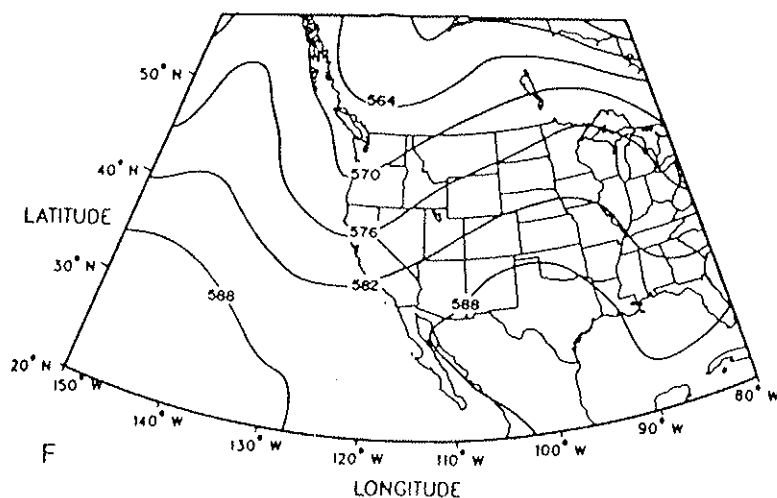 50° N
564
40° N
570
LATITUDE
576
30° N
582
588
588
20° N
150° W
80° W
140° W
90° W
130° W
100° W
120° W
110° W
F
LONGITUDE